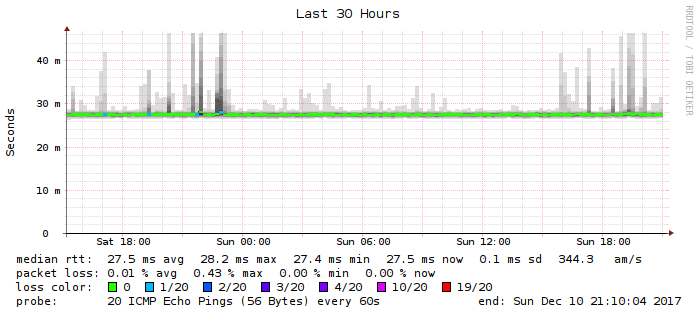 Last 30 Hours
RRDTOOL / TOBI OETIKER
Seconds
40 m
30 m
20 m
10 m
0
Sat 18:00 Sun 00:00 Sun 06:00 Sun 12:00 Sun 18:00
median rtt: 27.5 ms avg 28.2 ms max 27.4 ms min 27.5 ms now 0.1 ms sd 344.3 am/s
packet loss: 0.01 % avg 0.43 % max 0.00 % min 0.00 % now
loss color: 0 1/20 2/20 3/20 4/20 10/20 19/20
probe: 20 ICMP Echo Pings (56 Bytes) every 60s end: Sun Dec 10 21:10:04 2017